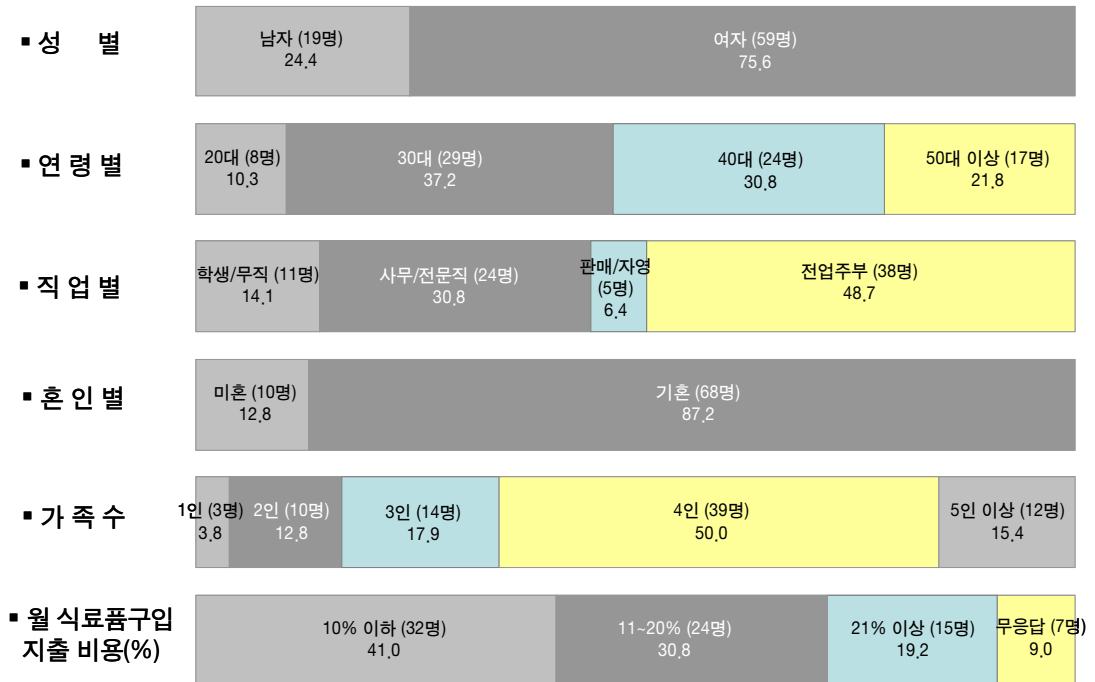 ▪ 성 별
남자 (19명)
24.4
여자 (59명)
75.6
▪ 연 령 별
20대 (8명)
10.3
30대 (29명)
37.2
40대 (24명)
30.8
50대 이상 (17명)
21.8
▪ 직 업 별
학생/무직 (11명)
14.1
사무/전문직 (24명)
30.8
판매/자영
(5명)
6.4
전업주부 (38명)
48.7
▪ 혼 인 별
미혼 (10명)
12.8
기혼 (68명)
87.2
▪ 가 족 수
1인 (3명)
3.8
2인 (10명)
12.8
3인 (14명)
17.9
4인 (39명)
50.0
5인 이상 (12명)
15.4
▪ 월 식료품구입
지출 비용(%)
10% 이하 (32명)
41.0
11~20% (24명)
30.8
21% 이상 (15명)
19.2
무응답 (7명)
9.0